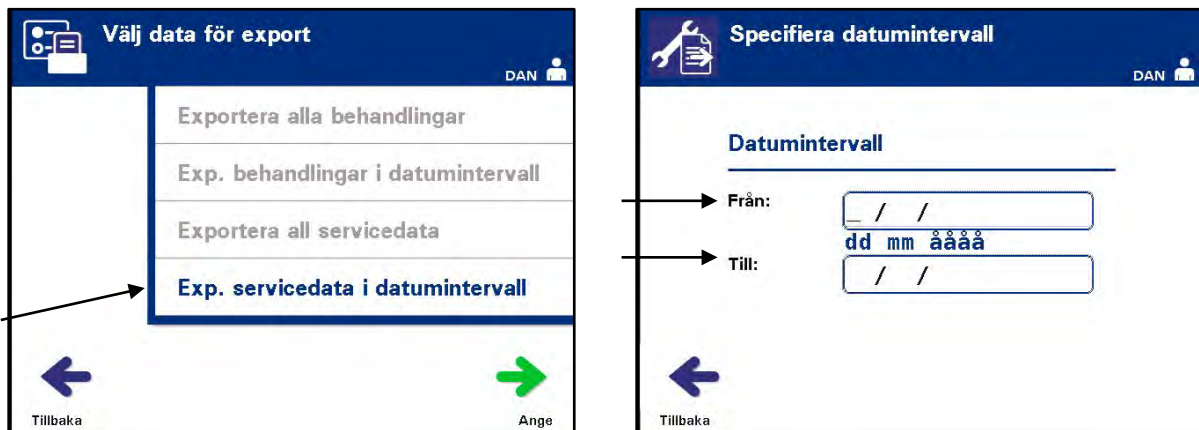 Välj data för export
DAN
Exportera alla behandlingar
Exp. behandlingar i datumintervall
Exportera all servicedata
Exp. servicedata i datumintervall
Tillbaka
Ange
Specifiera datumintervall
DAN
Datumintervall
Från:
_ / /
dd mm åååå
Till:
/ /
Tillbaka